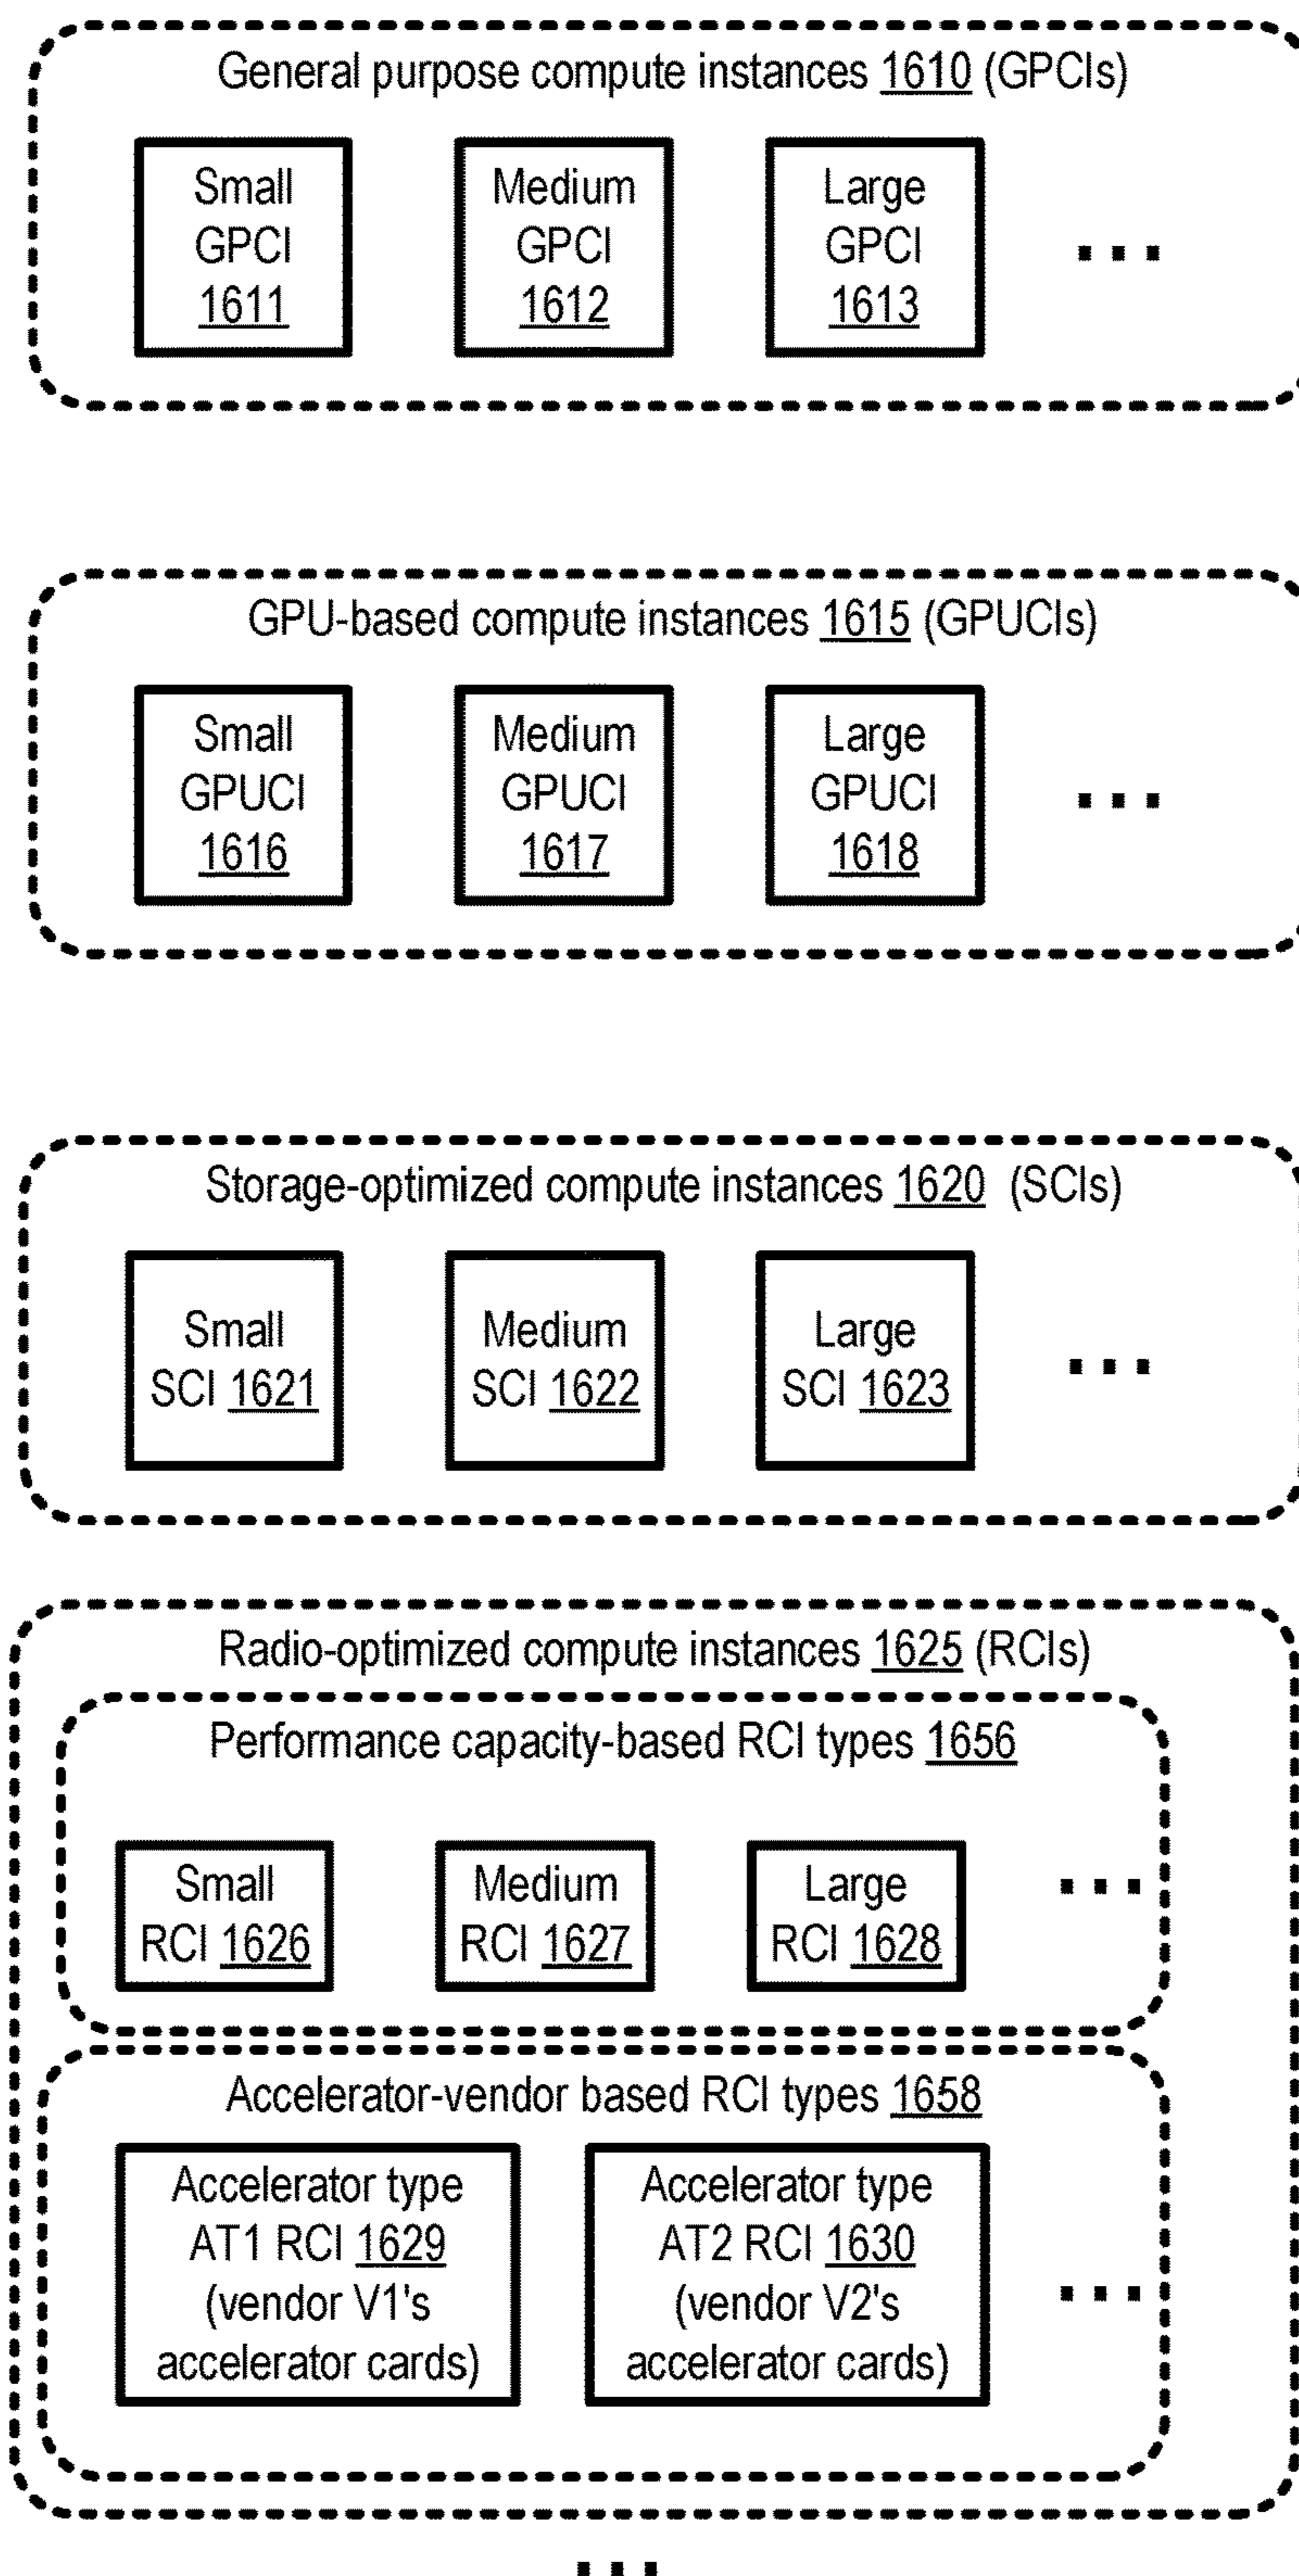 General purpose compute instances 1610 (GPCIs)
Small
GPCI
1611
Medium
GPCI
1612
Large
GPCI
1613
...
GPU-based compute instances 1615 (GPUCIs)
Small
GPUCI
1616
Medium
GPUCI
1617
Large
GPUCI
1618
...
Storage-optimized compute instances 1620 (SCIs)
Small
SCI 1621
Medium
SCI 1622
Large
SCI 1623
...
Radio-optimized compute instances 1625 (RCIs)
Performance capacity-based RCI types 1656
Small
RCI 1626
Medium
RCI 1627
Large
RCI 1628
...
Accelerator-vendor based RCI types 1658
Accelerator type
AT1 RCI 1629
(vendor V1's
accelerator cards)
Accelerator type
AT2 RCI 1630
(vendor V2's
accelerator cards)
...
...